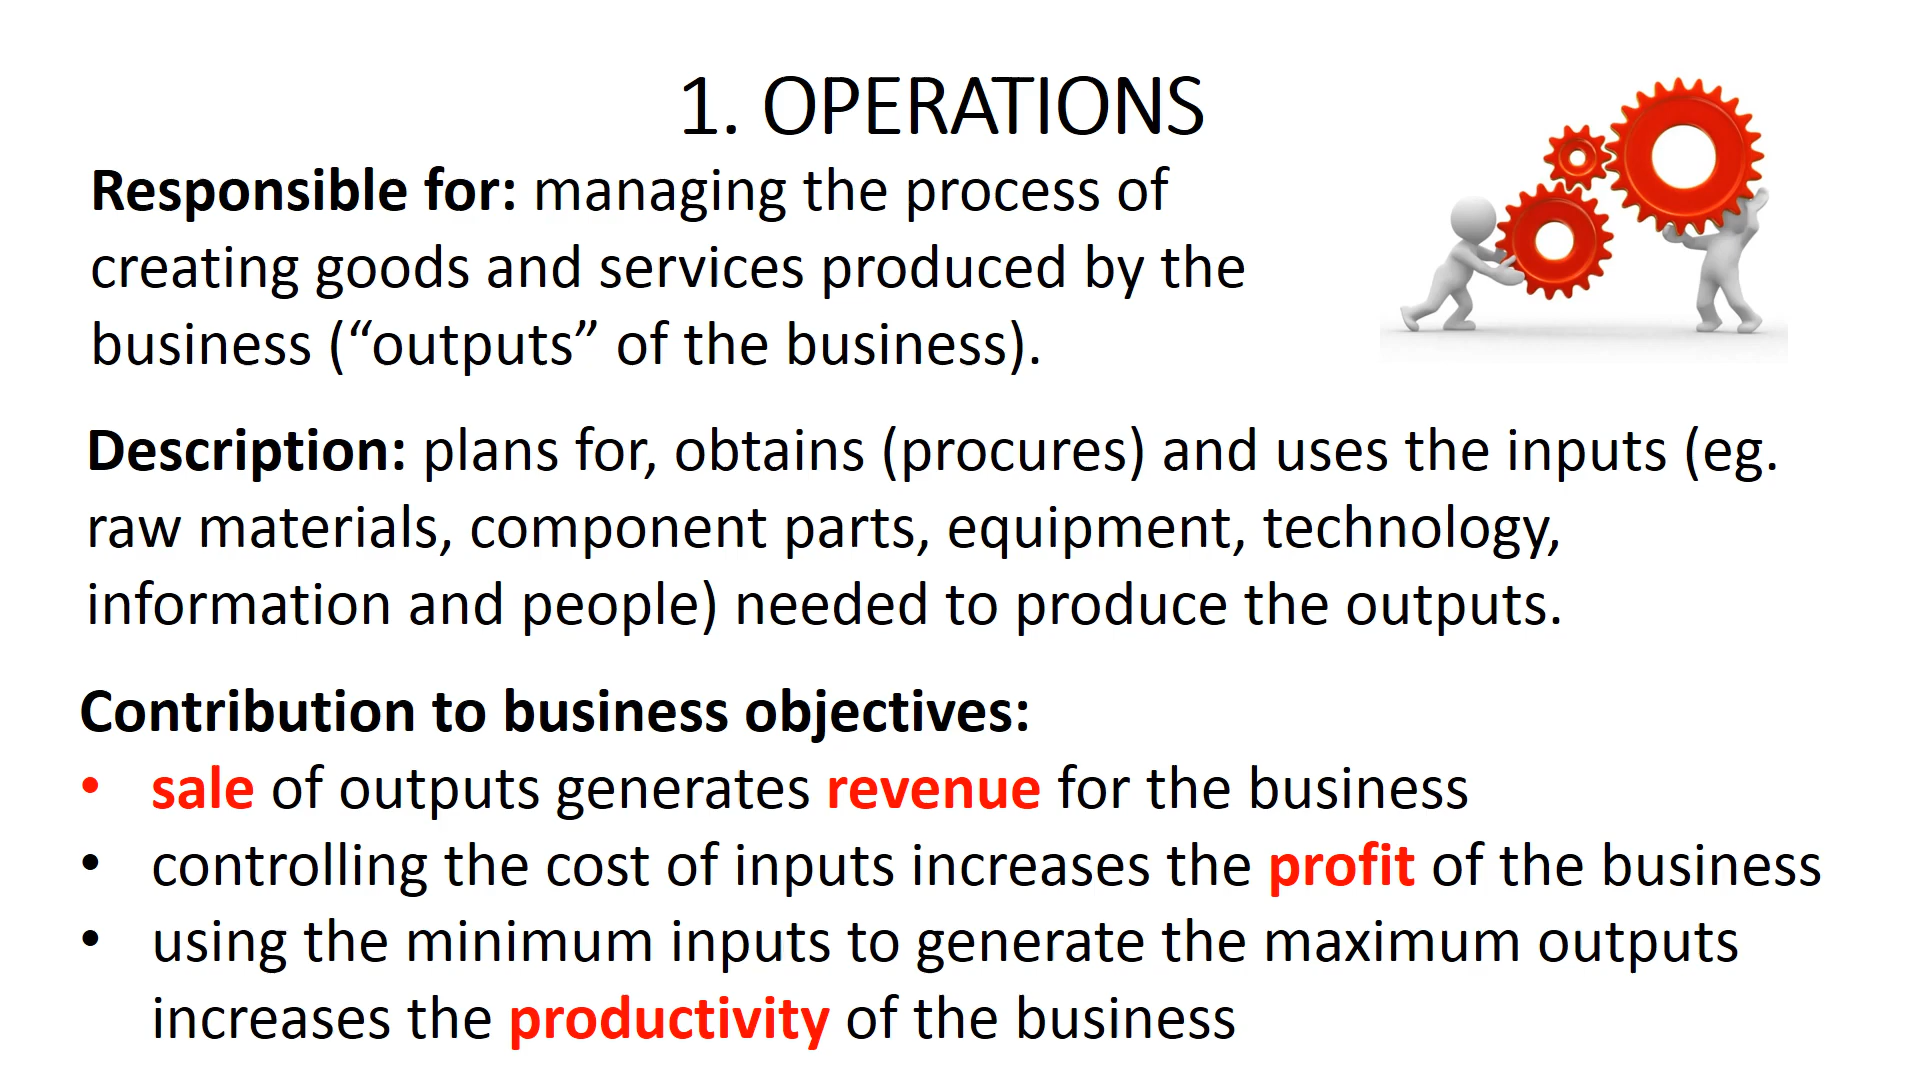 1. OPERATIONS
Responsible for: managing the process of
creating goods and services produced by the
business (“outputs” of the business).
Description: plans for, obtains (procures) and uses the inputs (eg.
raw materials, component parts, equipment, technology,
information and people) needed to produce the outputs.
Contribution to business objectives:
• sale of outputs generates revenue for the business
• controlling the cost of inputs increases the profit of the business
• using the minimum inputs to generate the maximum outputs
increases the productivity of the business